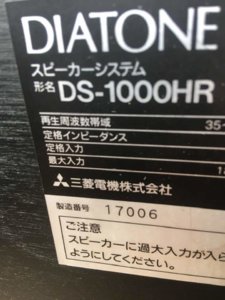 DIATONE
スピーカーシステム
形名 DS-1000HR
再生周波数帯域 35-
定格インピーダンス
定格入力
最大入力
三菱電機株式会社
製造番号 17006
ご注意
スピーカーに過大入力が入ら
ようにしてください。